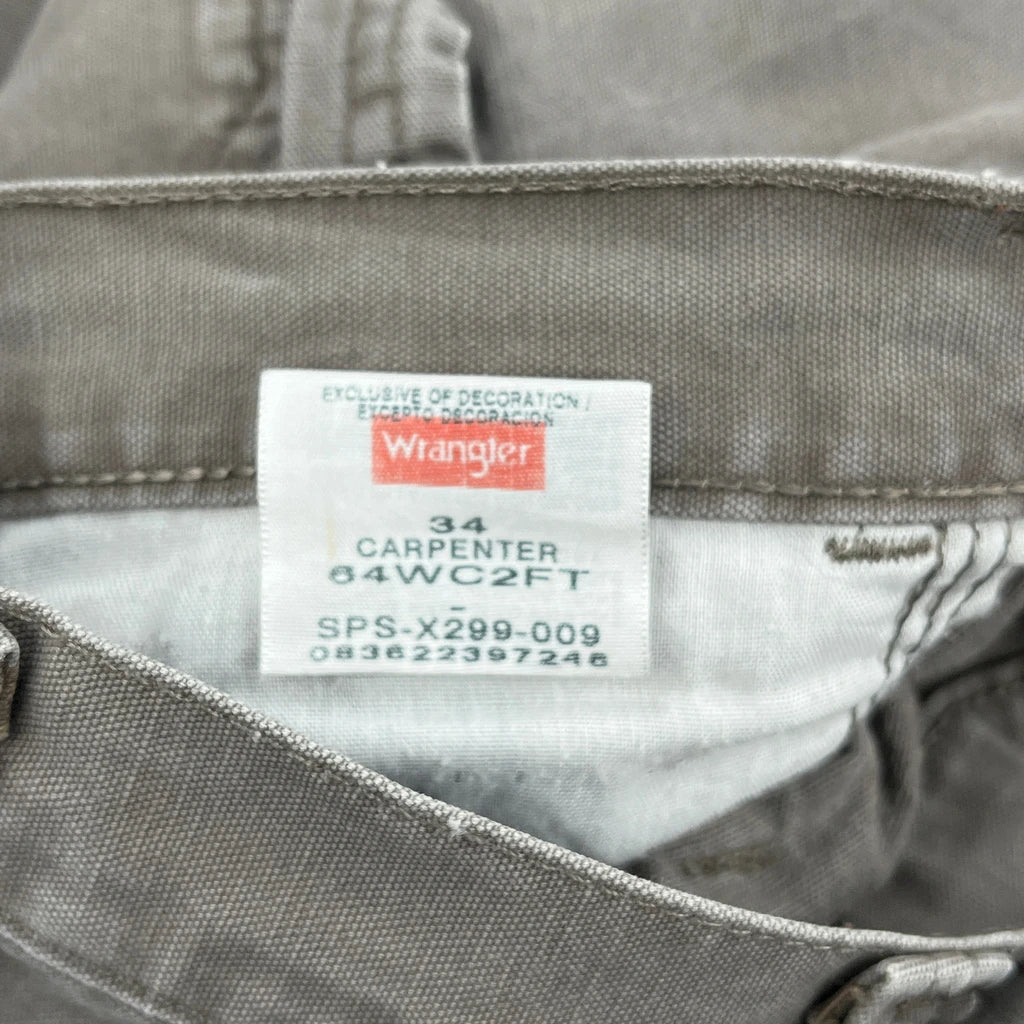 EXCLUSIVE OF DECORATION /
EXCEPTO DECORACION
Wrangler
34
CARPENTER
64WC2FT
-
SPS-X299-009
083622397246